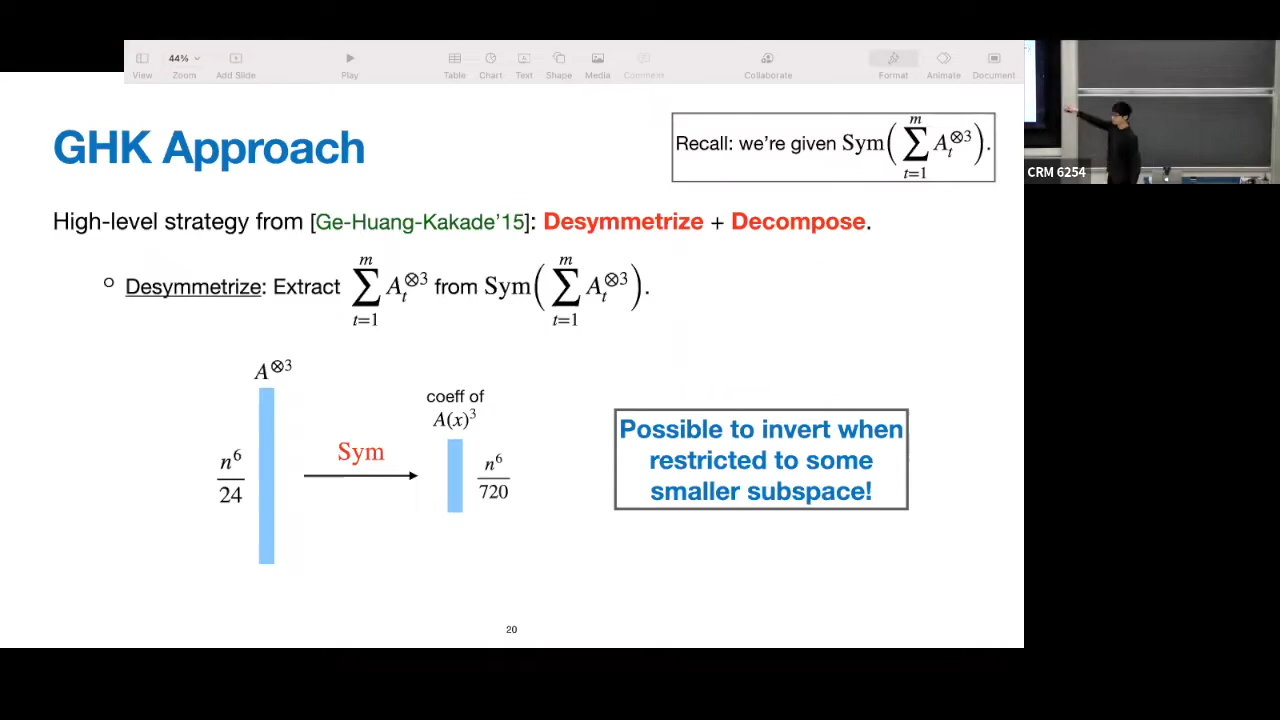 44%
View
Zoom
Add Slide
Play
Table
Chart
Text
Shape
Media
Comment
Collaborate
Format
Animate
Document
GHK Approach
Recall: we're given Sym(∑_{t=1}^{m} A_t^{⊗3}).
CRM 6254
High-level strategy from [Ge-Huang-Kakade'15]: Desymmetrize + Decompose.
Desymmetrize: Extract ∑_{t=1}^{m} A_t^{⊗3} from Sym(∑_{t=1}^{m} A_t^{⊗3}).
A^{⊗3}
coeff of
A(x)^3
n^6/24
Sym
n^6/720
Possible to invert when
restricted to some
smaller subspace!
20